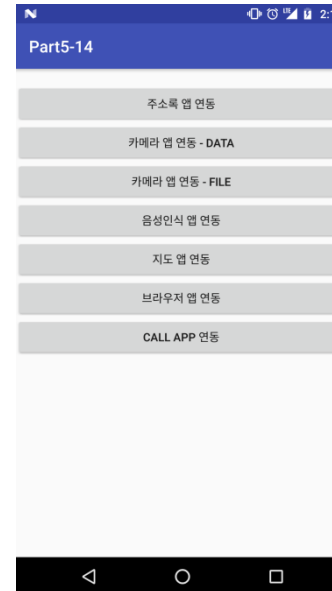 2:1
Part5-14
주소록 앱 연동
카메라 앱 연동 - DATA
카메라 앱 연동 - FILE
음성인식 앱 연동
지도 앱 연동
브라우저 앱 연동
CALL APP 연동